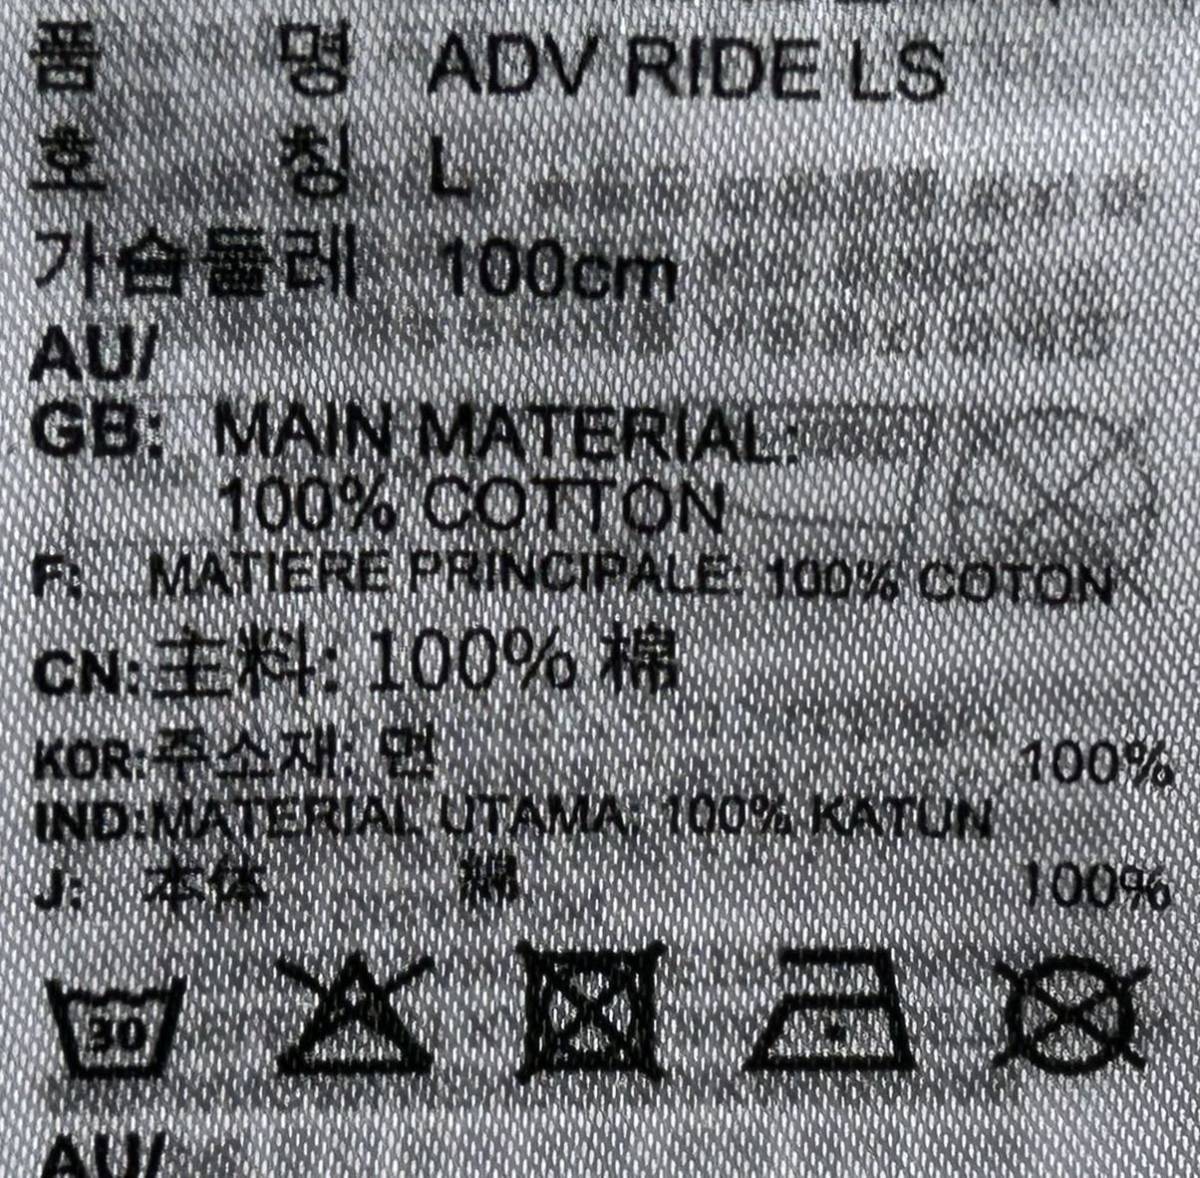 품 명 ADV RIDE LS
호 칭 L
가슴둘레 100cm
AU/
GB: MAIN MATERIAL:
100% COTTON
F: MATIERE PRINCIPALE: 100% COTON
CN:主料: 100% 棉
KOR:주소재: 면 100%
IND:MATERIAL UTAMA: 100% KATUN
J: 本体 綿 100%
30
AU/